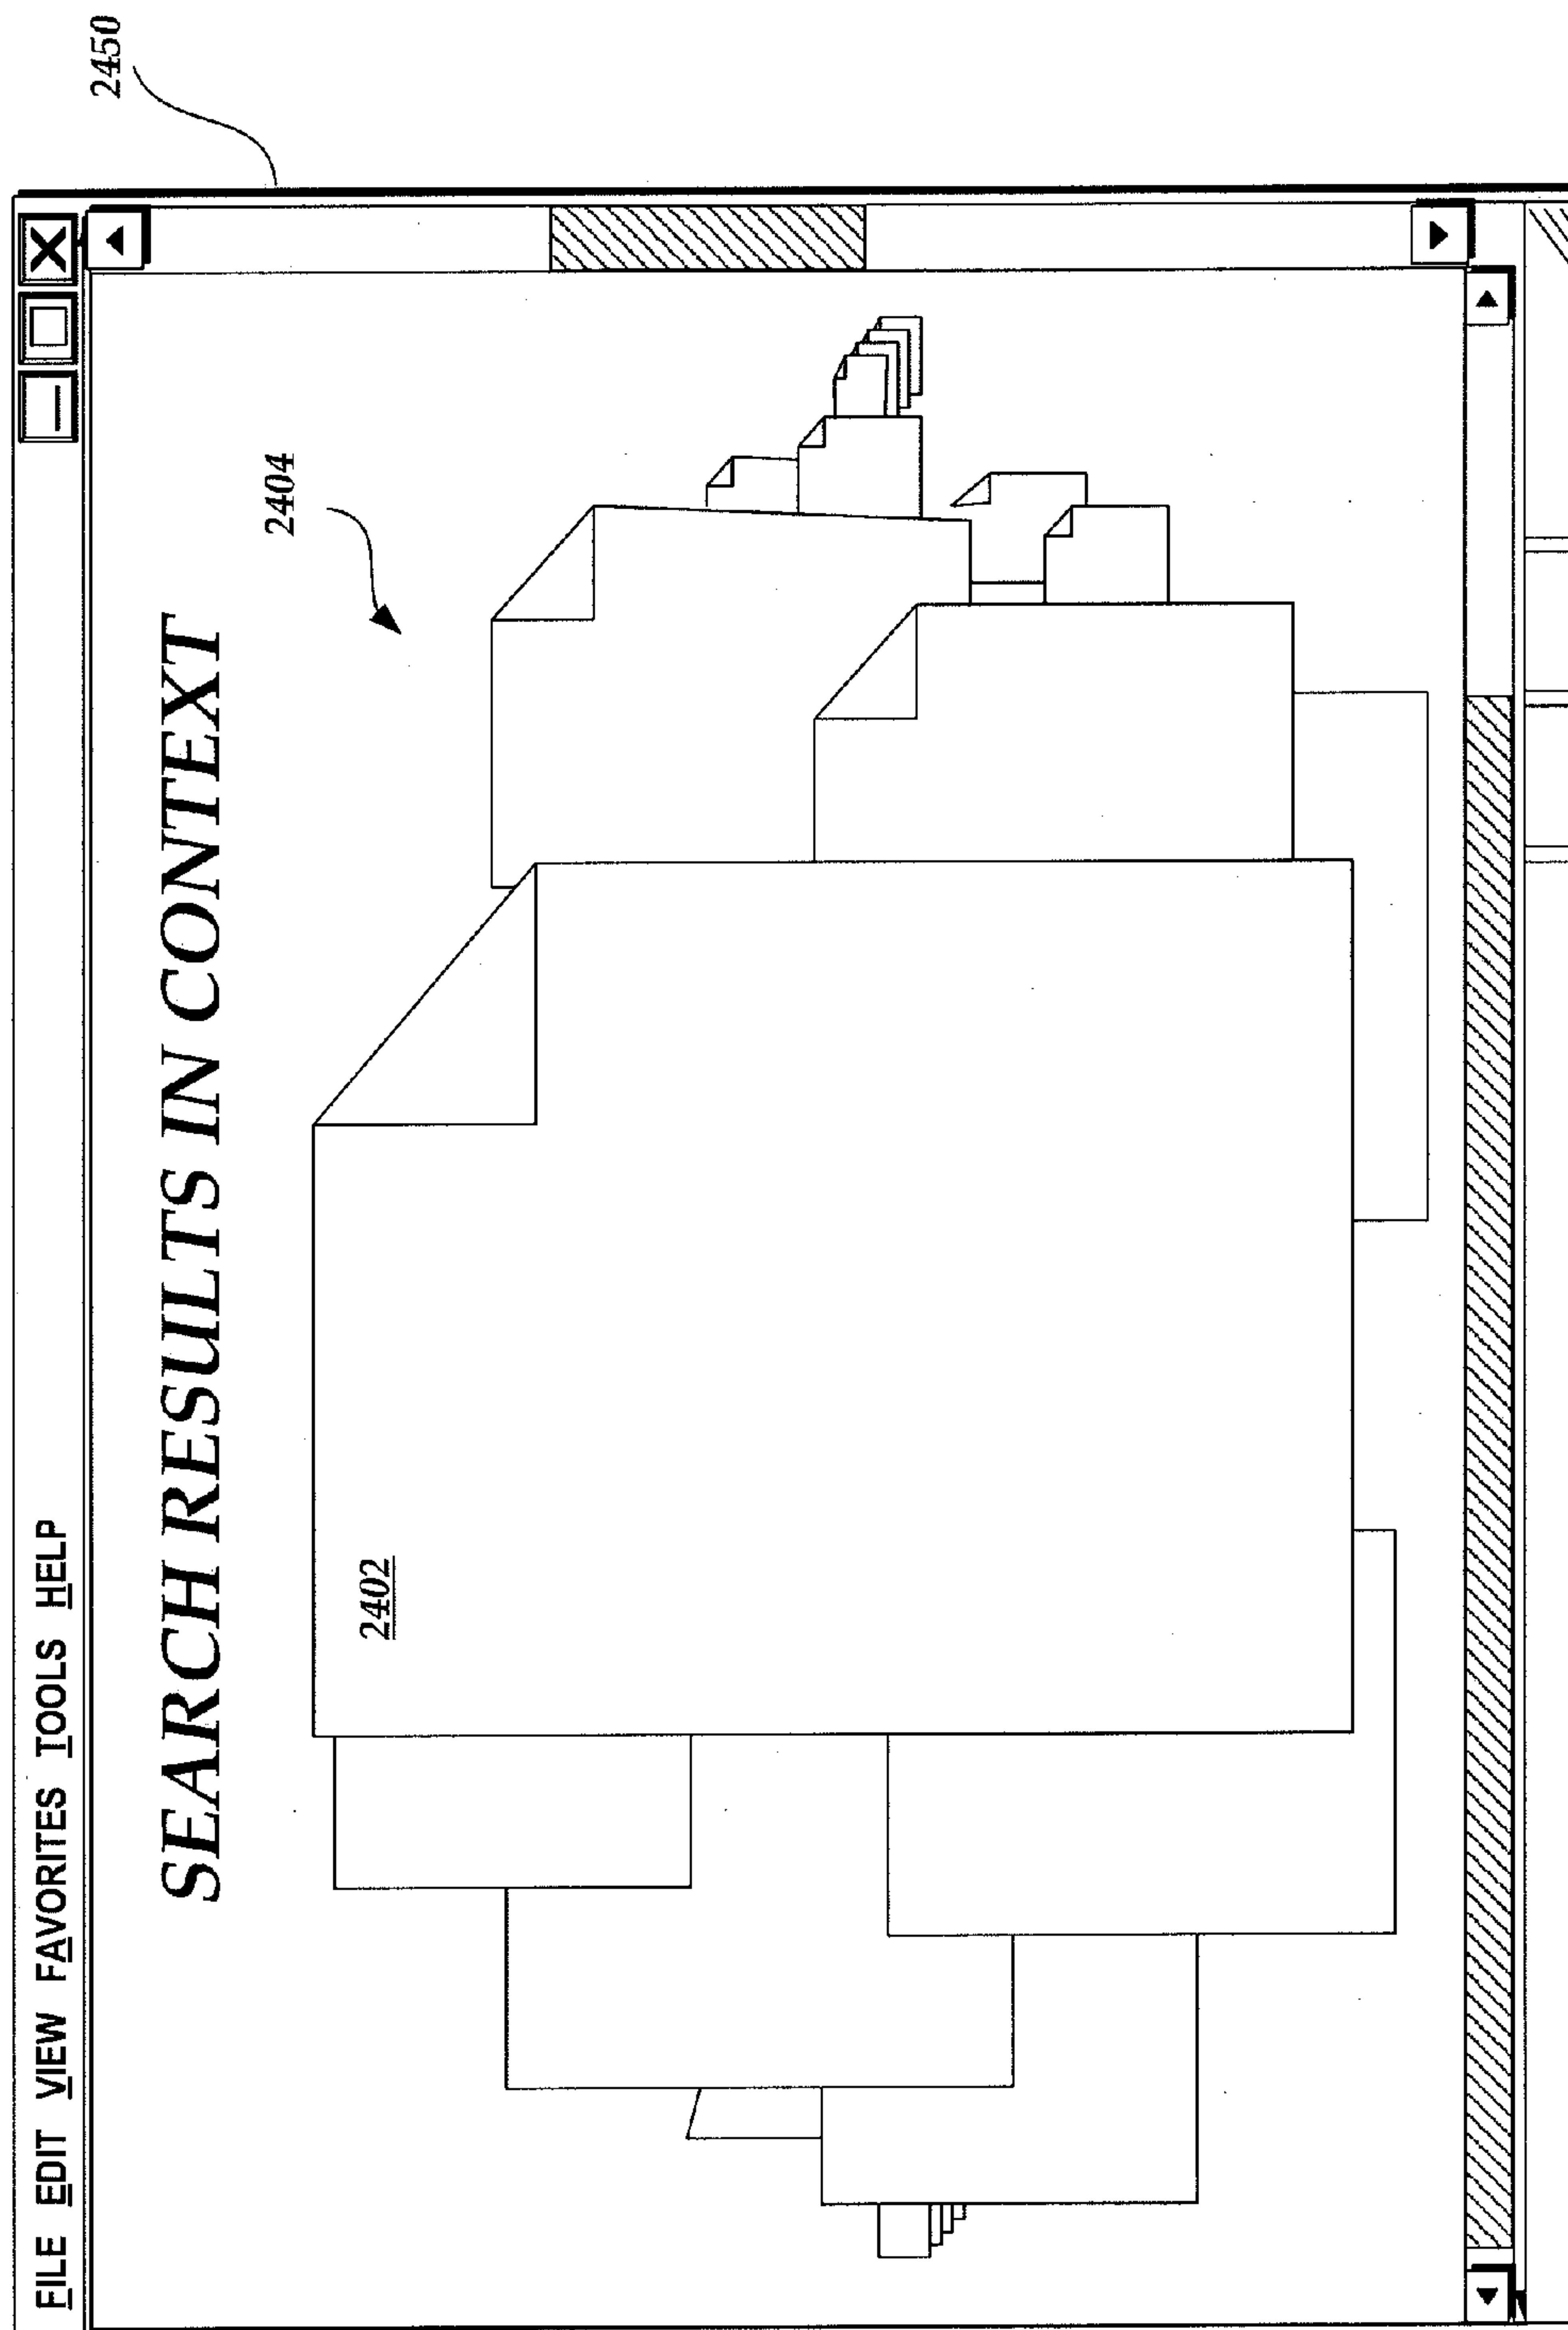 2450
FILE EDIT VIEW FAVORITES TOOLS HELP
SEARCH RESULTS IN CONTEXT
2404
2402